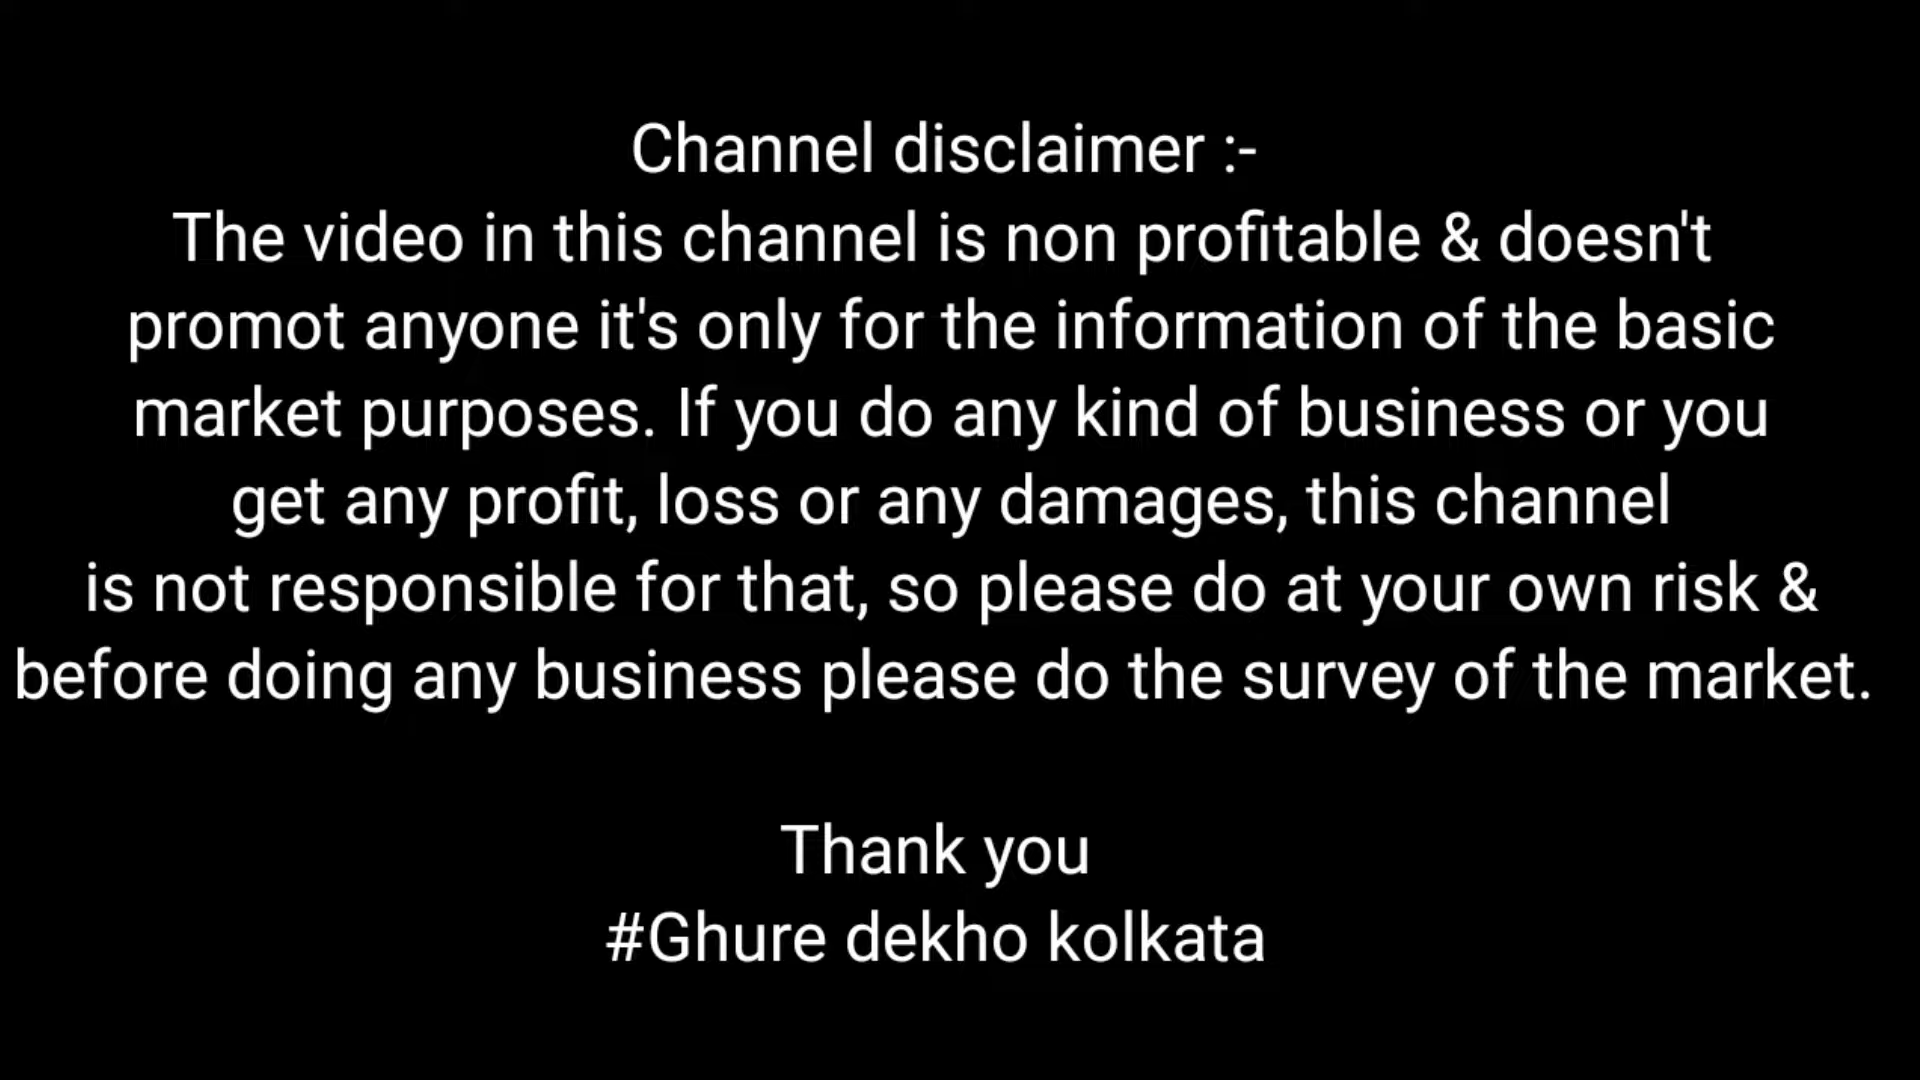 Channel disclaimer :-
The video in this channel is non profitable & doesn't
promot anyone it's only for the information of the basic
market purposes. If you do any kind of business or you
get any profit, loss or any damages, this channel
is not responsible for that, so please do at your own risk &
before doing any business please do the survey of the market.
Thank you
#Ghure dekho kolkata